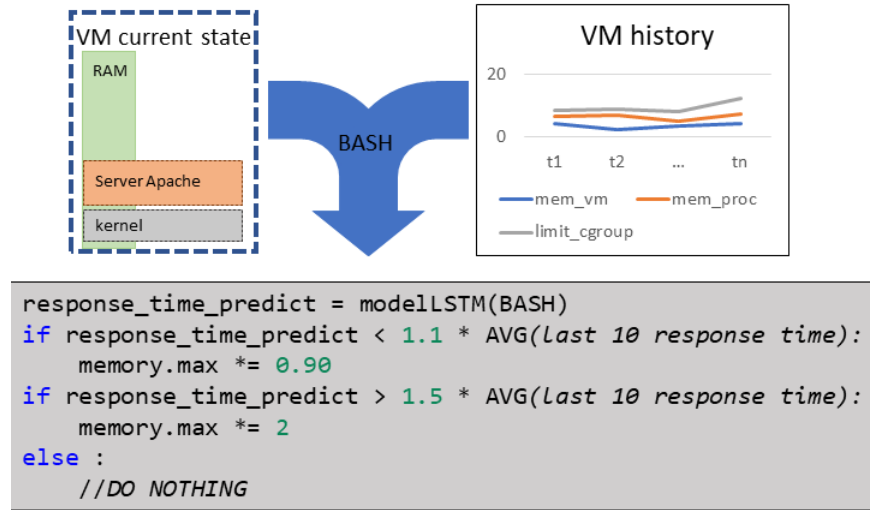 VM current state
RAM
Server Apache
kernel
BASH
VM history
20
0
t1 t2 ... tn
mem_vm mem_proc
limit_cgroup
response_time_predict = modelLSTM(BASH)
if response_time_predict < 1.1 * AVG(last 10 response time):
    memory.max *= 0.90
if response_time_predict > 1.5 * AVG(last 10 response time):
    memory.max *= 2
else :
    //DO NOTHING